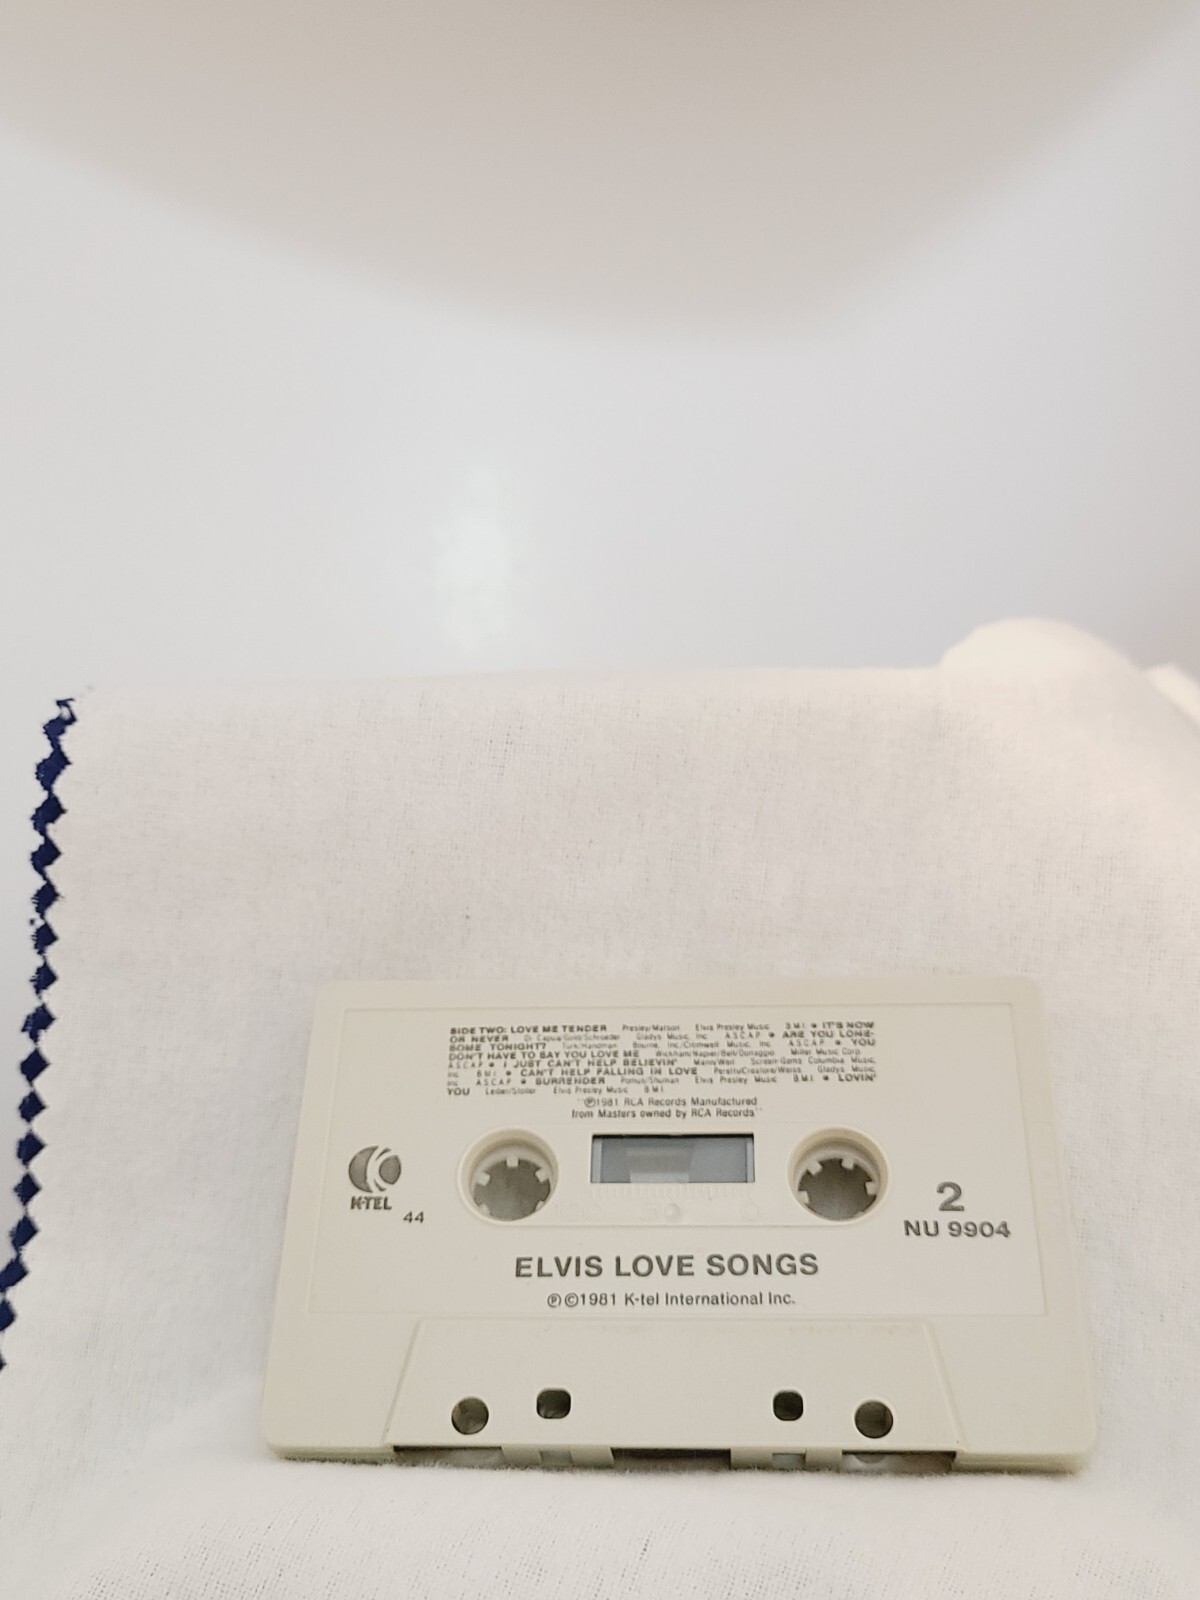 SIDE TWO: LOVE ME TENDER Presley/Matson Elvis Presley Music B.M.I. ● IT'S NOW
OR NEVER Di Capua/Gold/Schroeder Gladys Music, Inc. A.S.C.A.P. ● ARE YOU LONE-
SOME TONIGHT? Turk/Handman Bourne, Inc./Cromwell Music, Inc. A.S.C.A.P. ● YOU
DON'T HAVE TO SAY YOU LOVE ME Wickham/Napier/Bell/Donaggio Miller Music Corp.
A.S.C.A.P. ● I JUST CAN'T HELP BELIEVIN' Mann/Weil Screen Gems Columbia Music,
Inc. B.M.I. ● CAN'T HELP FALLING IN LOVE Peretti/Creatore/Weiss Gladys Music,
Inc. A.S.C.A.P. ● SURRENDER Pomus/Shuman Elvis Presley Music B.M.I. ● LOVIN'
YOU Leiber/Stoller Elvis Presley Music B.M.I.
"℗1981 RCA Records Manufactured
from Masters owned by RCA Records"
K-TEL
44
2
NU 9904
ELVIS LOVE SONGS
℗©1981 K-tel International Inc.